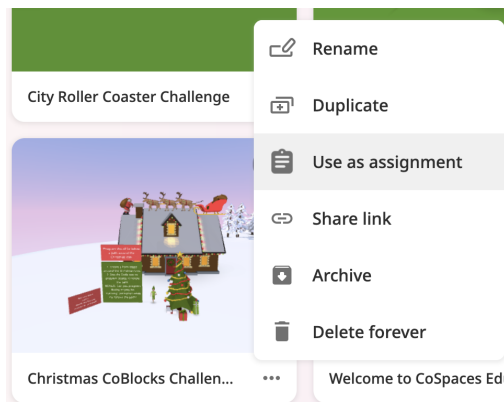 City Roller Coaster Challenge
Rename
Duplicate
Use as assignment
Share link
Archive
Delete forever
Christmas CoBlocks Challen...
Welcome to CoSpaces Ed